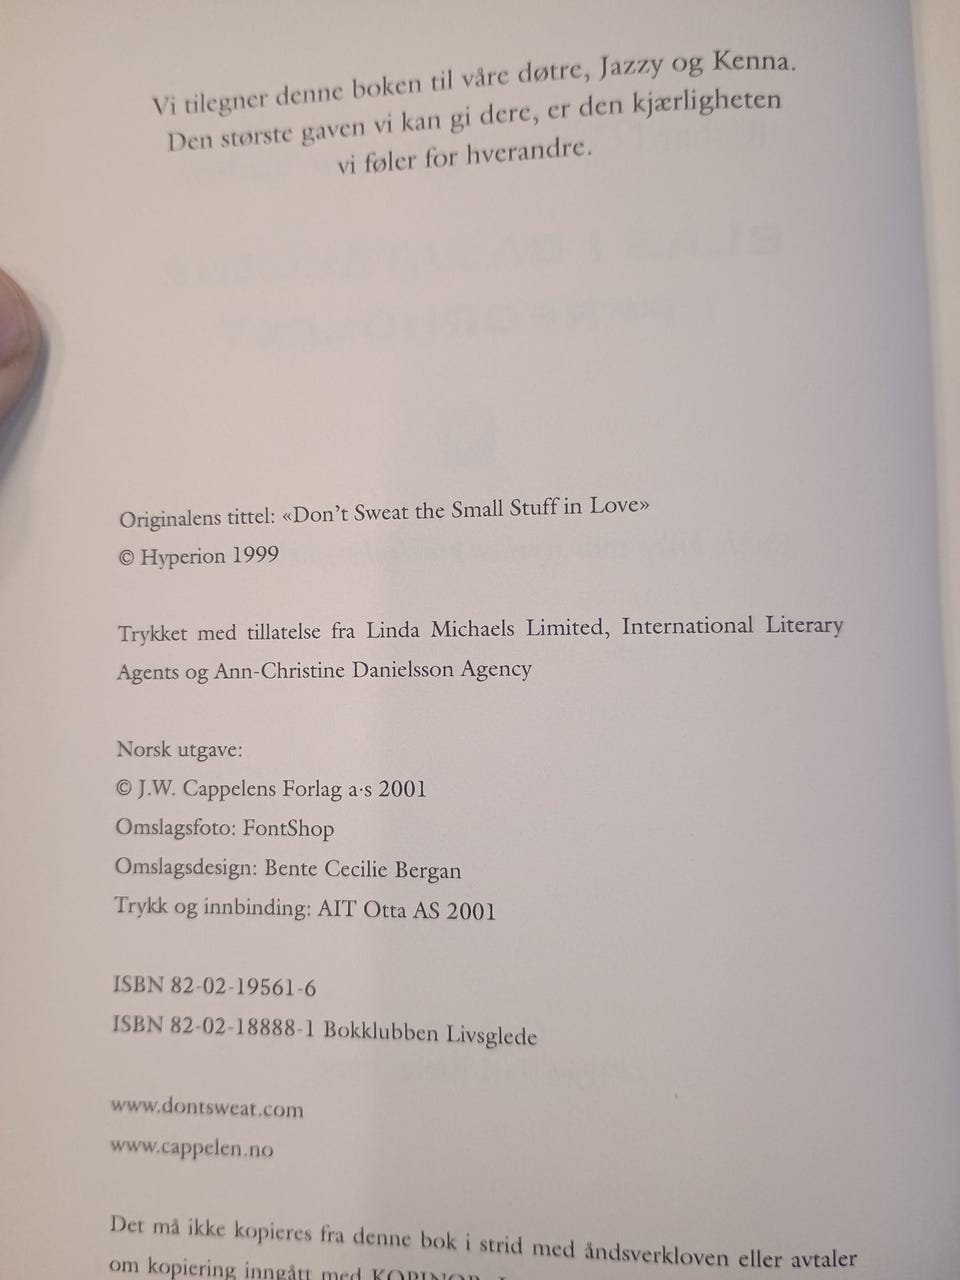 Vi tilegner denne boken til våre døtre, Jazzy og Kenna.
Den største gaven vi kan gi dere, er den kjærligheten
vi føler for hverandre.
Originalens tittel: «Don't Sweat the Small Stuff in Love»
© Hyperion 1999
Trykket med tillatelse fra Linda Michaels Limited, International Literary
Agents og Ann-Christine Danielsson Agency
Norsk utgave:
© J.W. Cappelens Forlag a·s 2001
Omslagsfoto: FontShop
Omslagsdesign: Bente Cecilie Bergan
Trykk og innbinding: AIT Otta AS 2001
ISBN 82-02-19561-6
ISBN 82-02-18888-1 Bokklubben Livsglede
www.dontsweat.com
www.cappelen.no
Det må ikke kopieres fra denne bok i strid med åndsverkloven eller avtaler
om kopiering inngått med KOPINOR